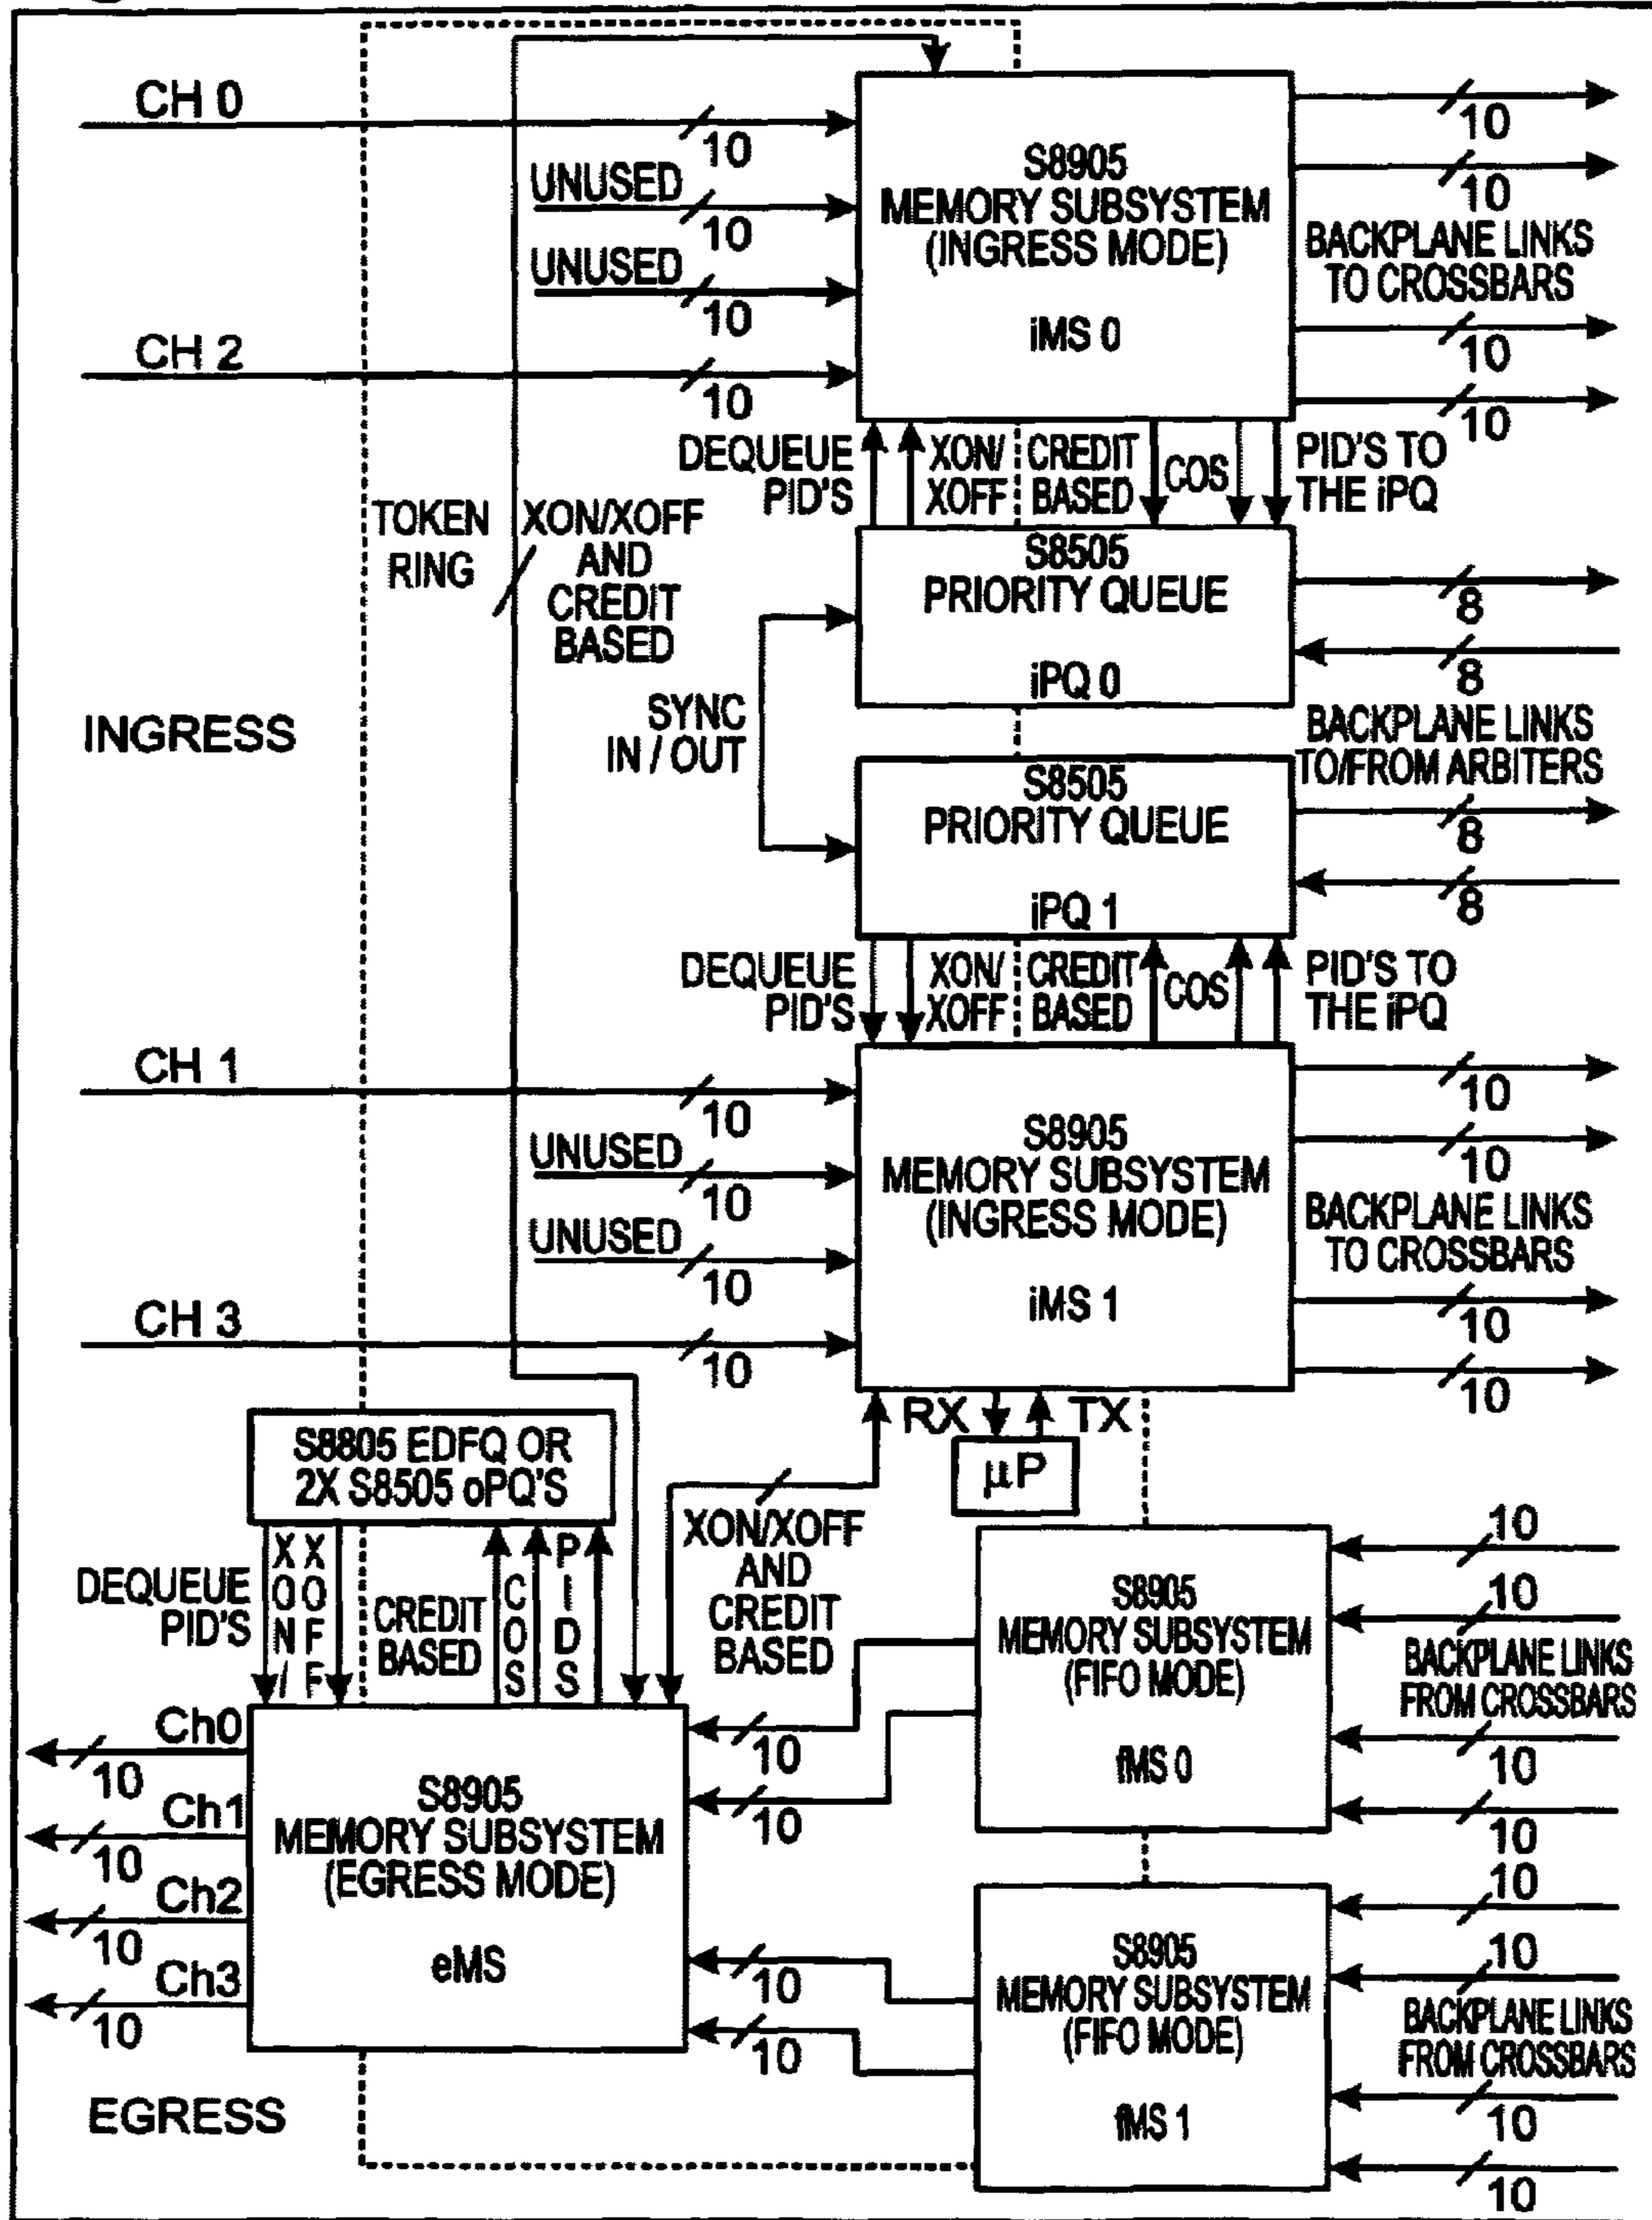 CH 0
10
UNUSED
10
UNUSED
10
CH 2
10
S8905
MEMORY SUBSYSTEM
(INGRESS MODE)
iMS 0
10
10
BACKPLANE LINKS
TO CROSSBARS
10
10
DEQUEUE
PID'S
XON/
XOFF
CREDIT
BASED
COS
PID'S TO
THE iPQ
TOKEN
RING
XON/XOFF
AND
CREDIT
BASED
S8505
PRIORITY QUEUE
iPQ 0
8
8
INGRESS
SYNC
IN / OUT
BACKPLANE LINKS
TO/FROM ARBITERS
S8505
PRIORITY QUEUE
iPQ 1
8
8
DEQUEUE
PID'S
XON/
XOFF
CREDIT
BASED
COS
PID'S TO
THE iPQ
CH 1
10
UNUSED
10
UNUSED
10
CH 3
10
S8905
MEMORY SUBSYSTEM
(INGRESS MODE)
iMS 1
10
10
BACKPLANE LINKS
TO CROSSBARS
10
10
RX
TX
µP
S8805 EDFQ OR
2X S8505 oPQ'S
DEQUEUE
PID'S
XON/
XOFF
CREDIT
BASED
COS
PIDS
XON/XOFF
AND
CREDIT
BASED
S8905
MEMORY SUBSYSTEM
(FIFO MODE)
fMS 0
10
10
BACKPLANE LINKS
FROM CROSSBARS
10
10
Ch0
10
Ch1
10
Ch2
10
Ch3
10
S8905
MEMORY SUBSYSTEM
(EGRESS MODE)
eMS
10
10
10
10
S8905
MEMORY SUBSYSTEM
(FIFO MODE)
fMS 1
10
10
BACKPLANE LINKS
FROM CROSSBARS
10
10
EGRESS